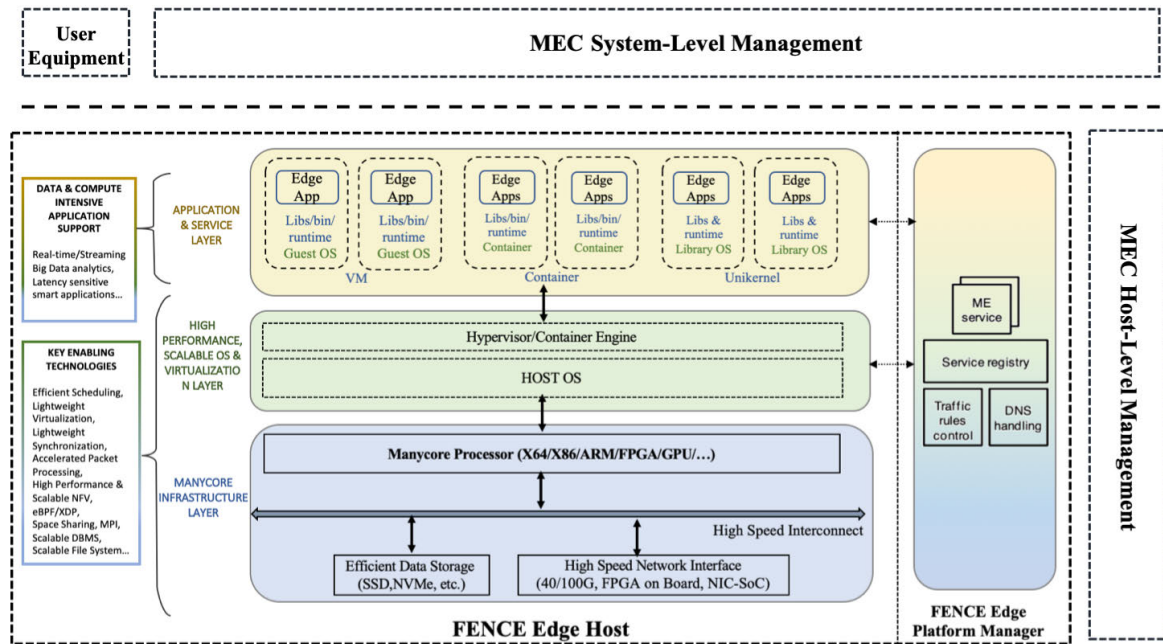 User
Equipment
MEC System-Level Management
DATA & COMPUTE
INTENSIVE
APPLICATION
SUPPORT
Real-time/Streaming
Big Data analytics,
Latency sensitive
smart applications...
KEY ENABLING
TECHNOLOGIES
Efficient Scheduling,
Lightweight
Virtualization,
Lightweight
Synchronization,
Accelerated Packet
Processing,
High Performance &
Scalable NFV,
eBPF/XDP,
Space Sharing, MPI,
Scalable DBMS,
Scalable File System...
APPLICATION
& SERVICE
LAYER
HIGH
PERFORMANCE,
SCALABLE OS &
VIRTUALIZATIO
N LAYER
MANYCORE
INFRASTRUCTURE
LAYER
Edge
App
Libs/bin/
runtime
Guest OS
Edge
App
Libs/bin/
runtime
Guest OS
VM
Edge
Apps
Libs/bin/
runtime
Container
Edge
Apps
Libs/bin/
runtime
Container
Container
Edge
Apps
Libs &
runtime
Library OS
Edge
Apps
Libs &
runtime
Library OS
Unikernel
Hypervisor/Container Engine
HOST OS
Manycore Processor (X64/X86/ARM/FPGA/GPU/...)
High Speed Interconnect
Efficient Data Storage
(SSD,NVMe, etc.)
High Speed Network Interface
(40/100G, FPGA on Board, NIC-SoC)
FENCE Edge Host
ME
service
Service registry
Traffic
rules
control
DNS
handling
FENCE Edge
Platform Manager
MEC Host-Level Management